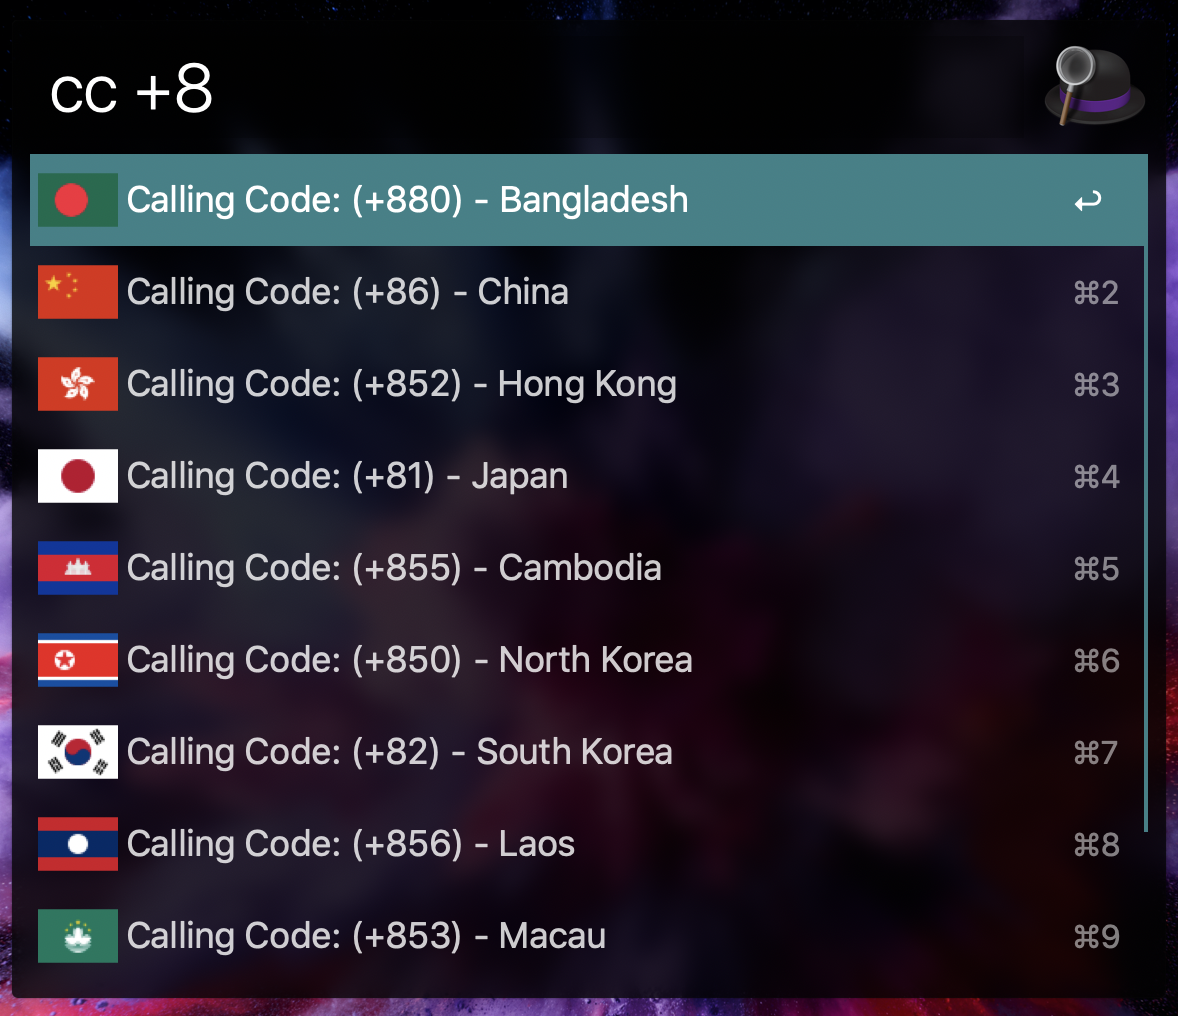 cc +8
Calling Code: (+880) - Bangladesh ↩
Calling Code: (+86) - China ⌘2
Calling Code: (+852) - Hong Kong ⌘3
Calling Code: (+81) - Japan ⌘4
Calling Code: (+855) - Cambodia ⌘5
Calling Code: (+850) - North Korea ⌘6
Calling Code: (+82) - South Korea ⌘7
Calling Code: (+856) - Laos ⌘8
Calling Code: (+853) - Macau ⌘9